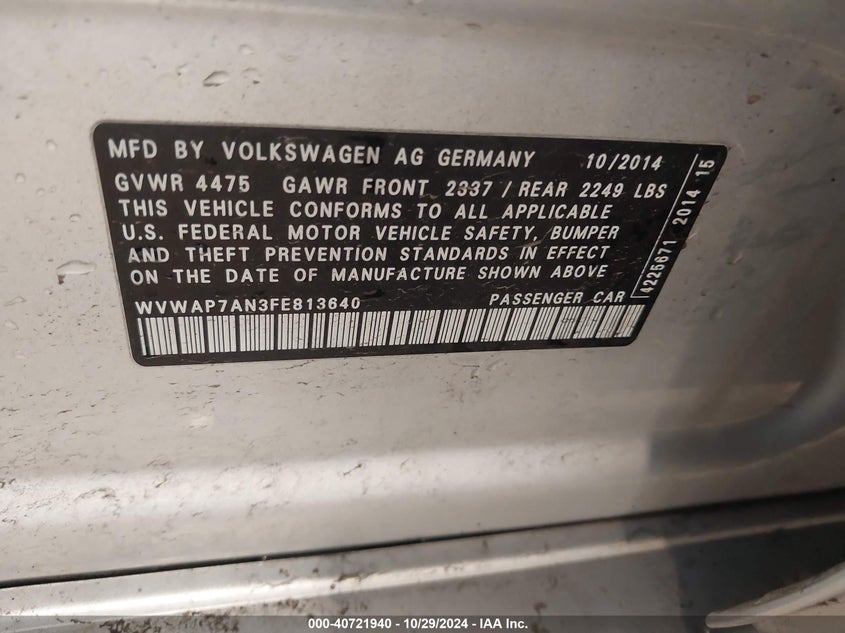 MFD BY VOLKSWAGEN AG GERMANY 10/2014
GVWR 4475 GAWR FRONT 2337 / REAR 2249 LBS
THIS VEHICLE CONFORMS TO ALL APPLICABLE
U.S. FEDERAL MOTOR VEHICLE SAFETY, BUMPER
AND THEFT PREVENTION STANDARDS IN EFFECT
ON THE DATE OF MANUFACTURE SHOWN ABOVE
WVWAP7AN3FE813640 PASSENGER CAR
4225671 2014 15
000-40721940 - 10/29/2024 - IAA Inc.